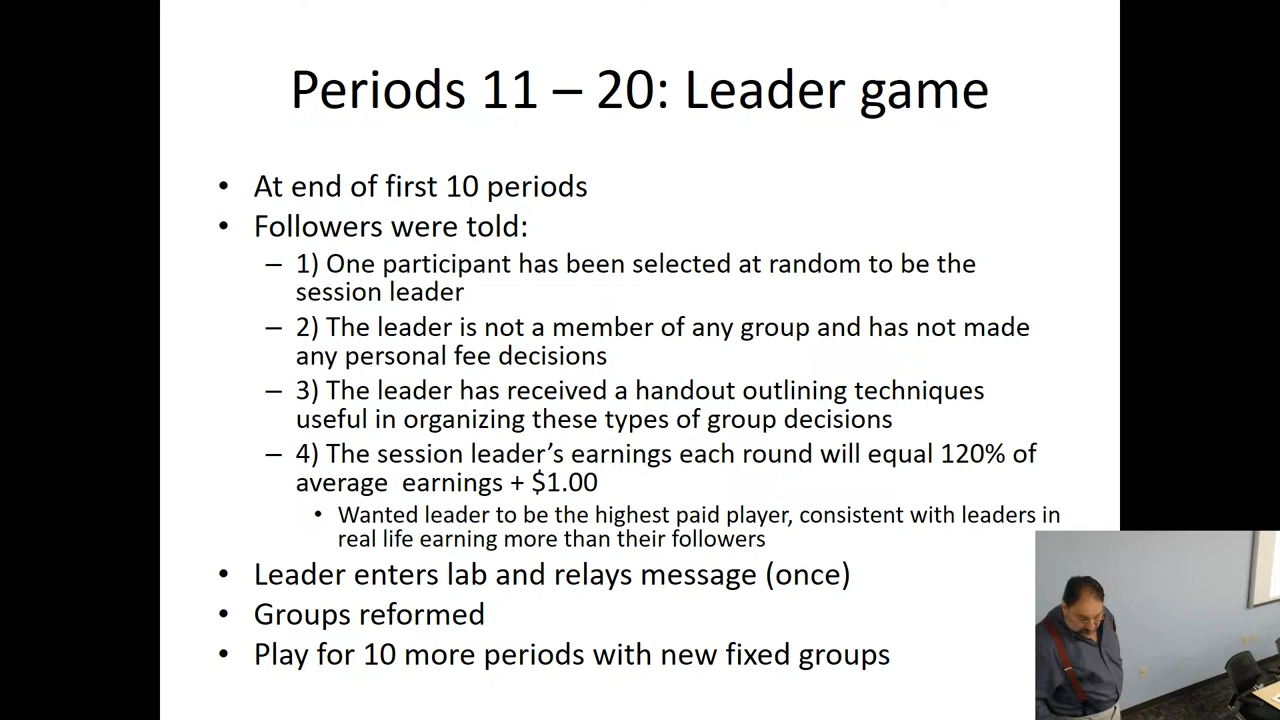 Periods 11 – 20: Leader game
• At end of first 10 periods
• Followers were told:
– 1) One participant has been selected at random to be the
session leader
– 2) The leader is not a member of any group and has not made
any personal fee decisions
– 3) The leader has received a handout outlining techniques
useful in organizing these types of group decisions
– 4) The session leader’s earnings each round will equal 120% of
average  earnings + $1.00
• Wanted leader to be the highest paid player, consistent with leaders in
real life earning more than their followers
• Leader enters lab and relays message (once)
• Groups reformed
• Play for 10 more periods with new fixed groups